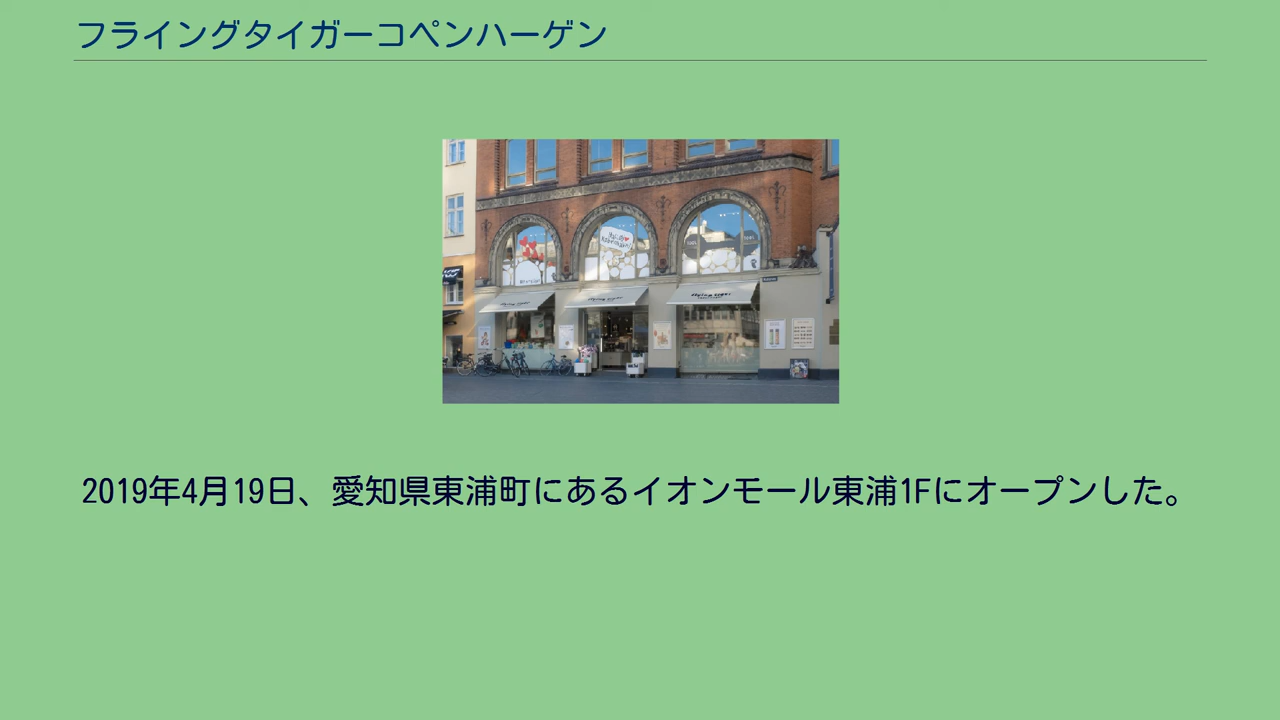 フライングタイガーコペンハーゲン
2019年4月19日、愛知県東浦町にあるイオンモール東浦1Fにオープンした。